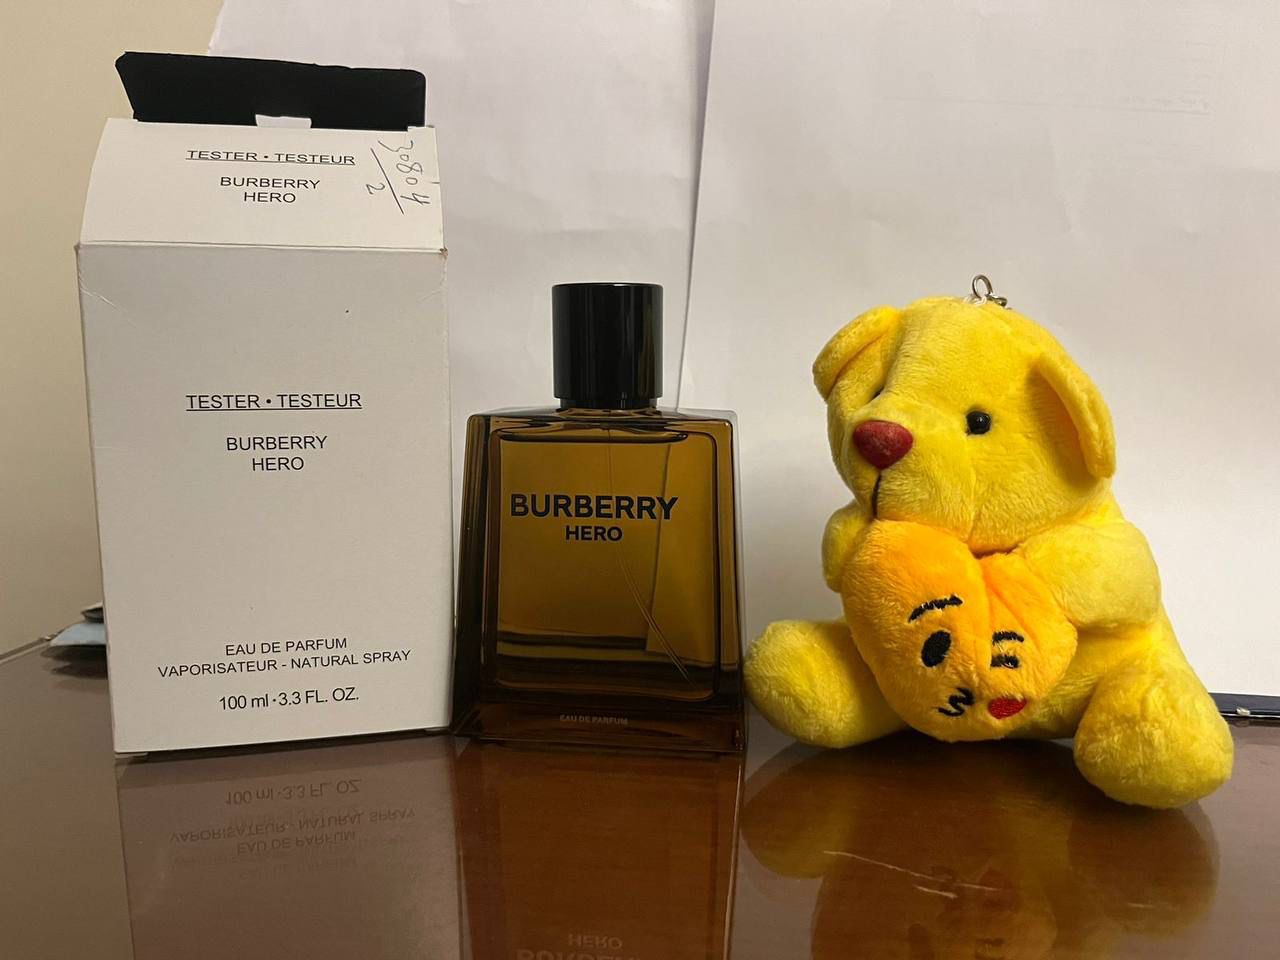 TESTER • TESTEUR
BURBERRY
HERO
TESTER • TESTEUR
BURBERRY
HERO
EAU DE PARFUM
VAPORISATEUR - NATURAL SPRAY
100 ml • 3.3 FL. OZ.
BURBERRY
HERO
EAU DE PARFUM